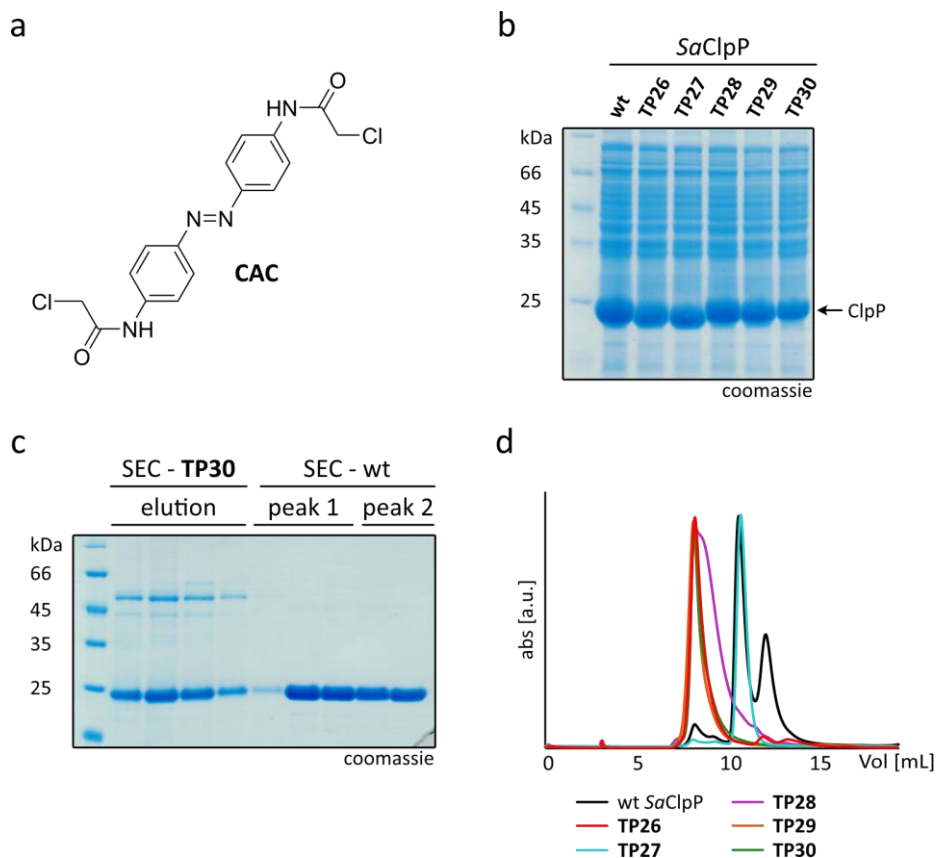 a
O
HN
Cl
N=N
CAC
Cl
NH
O
b
SaClpP
wt TP26 TP27 TP28 TP29 TP30
kDa
66
45
35
25
ClpP
coomassie
c
SEC - TP30 SEC - wt
elution peak 1 peak 2
kDa
66
45
35
25
coomassie
d
abs [a.u.]
0 5 10 15 Vol [mL]
wt SaClpP TP28
TP26 TP29
TP27 TP30